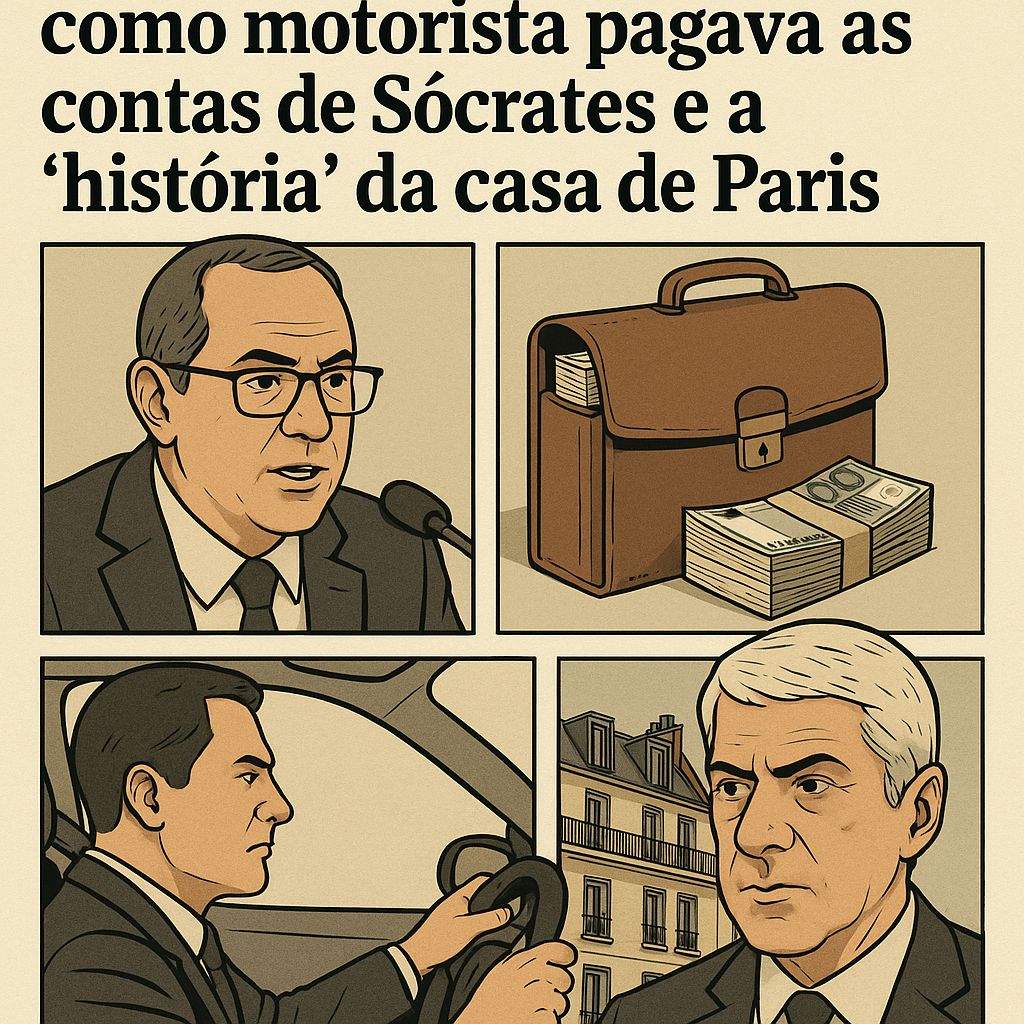 como motorista pagava as
contas de Sócrates e a
‘história’ da casa de Paris